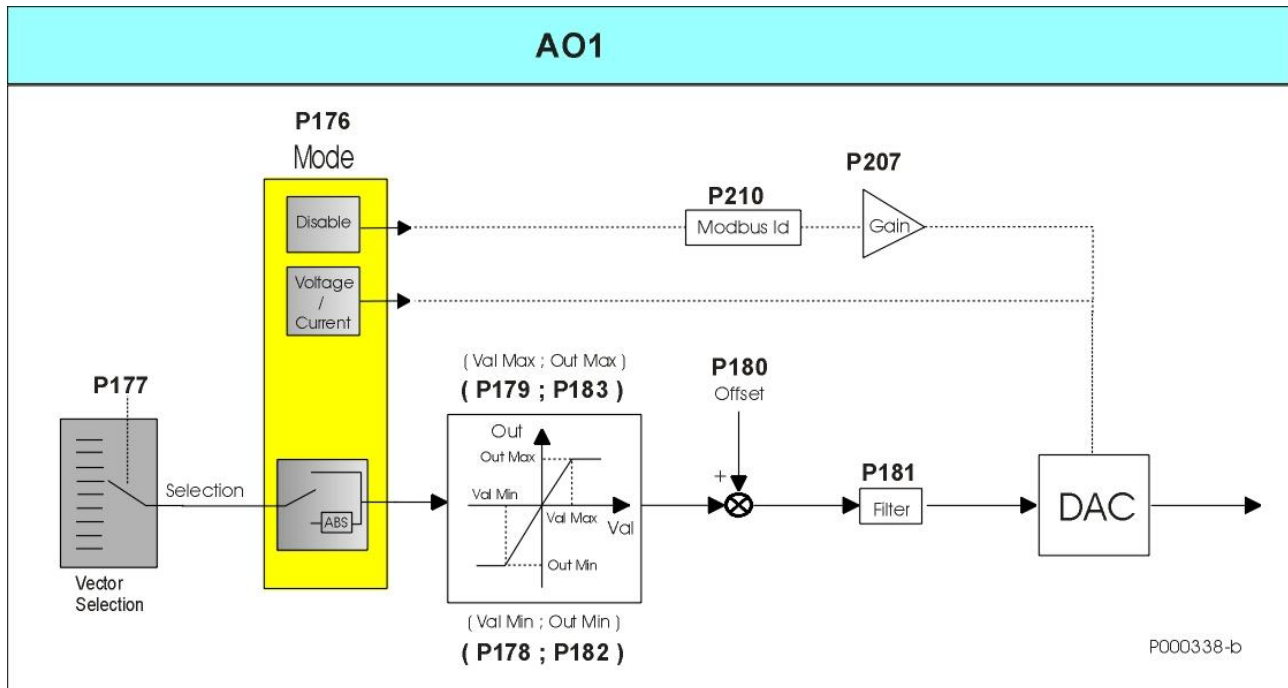 AO1
P176
Mode
P207
P210
Disable
Modbus Id
Gain
Voltage
/
Current
( Val Max ; Out Max )
( P179 ; P183 )
P180
Offset
P177
Out
Out Max
P181
+
Selection
Val Min
Filter
DAC
ABS
Val Max
Val
Out Min
Vector
Selection
( Val Min ; Out Min )
( P178 ; P182 )
P000338-b